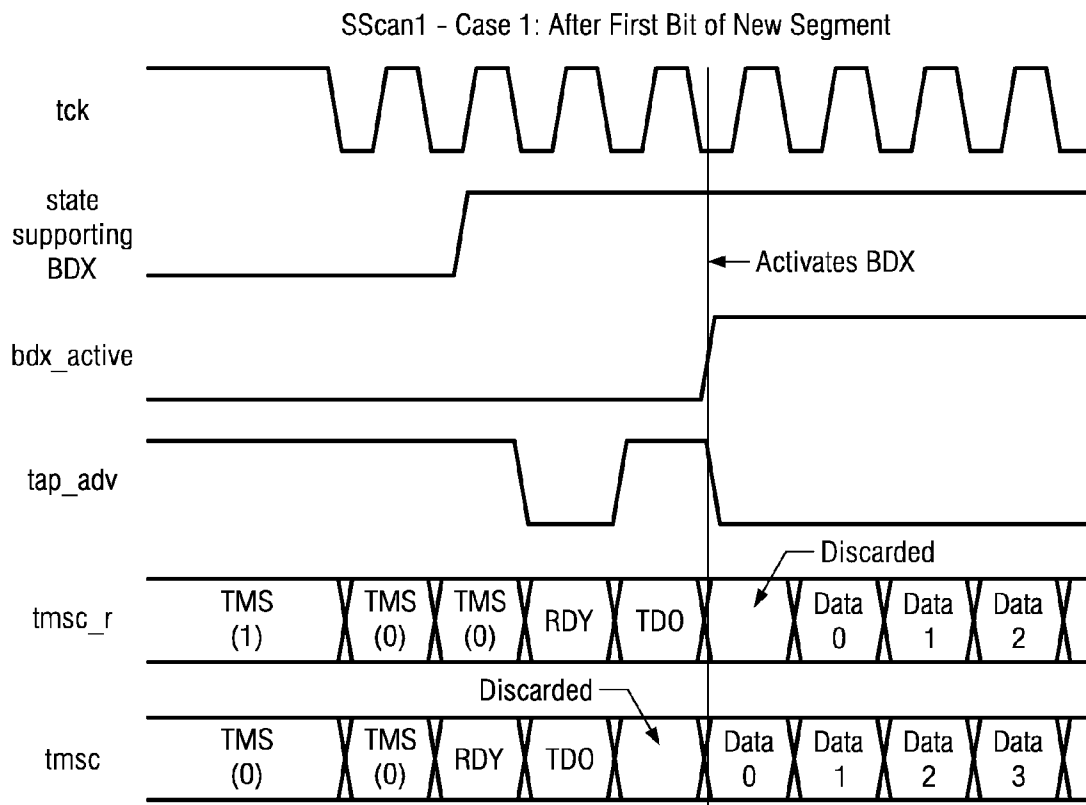 SScan1 - Case 1: After First Bit of New Segment
tck
state
supporting
BDX
Activates BDX
bdx_active
tap_adv
Discarded
tmsc_r
TMS
(1)
TMS
(0)
TMS
(0)
RDY
TDO
Data
0
Data
1
Data
2
Discarded
tmsc
TMS
(0)
TMS
(0)
RDY
TDO
Data
0
Data
1
Data
2
Data
3